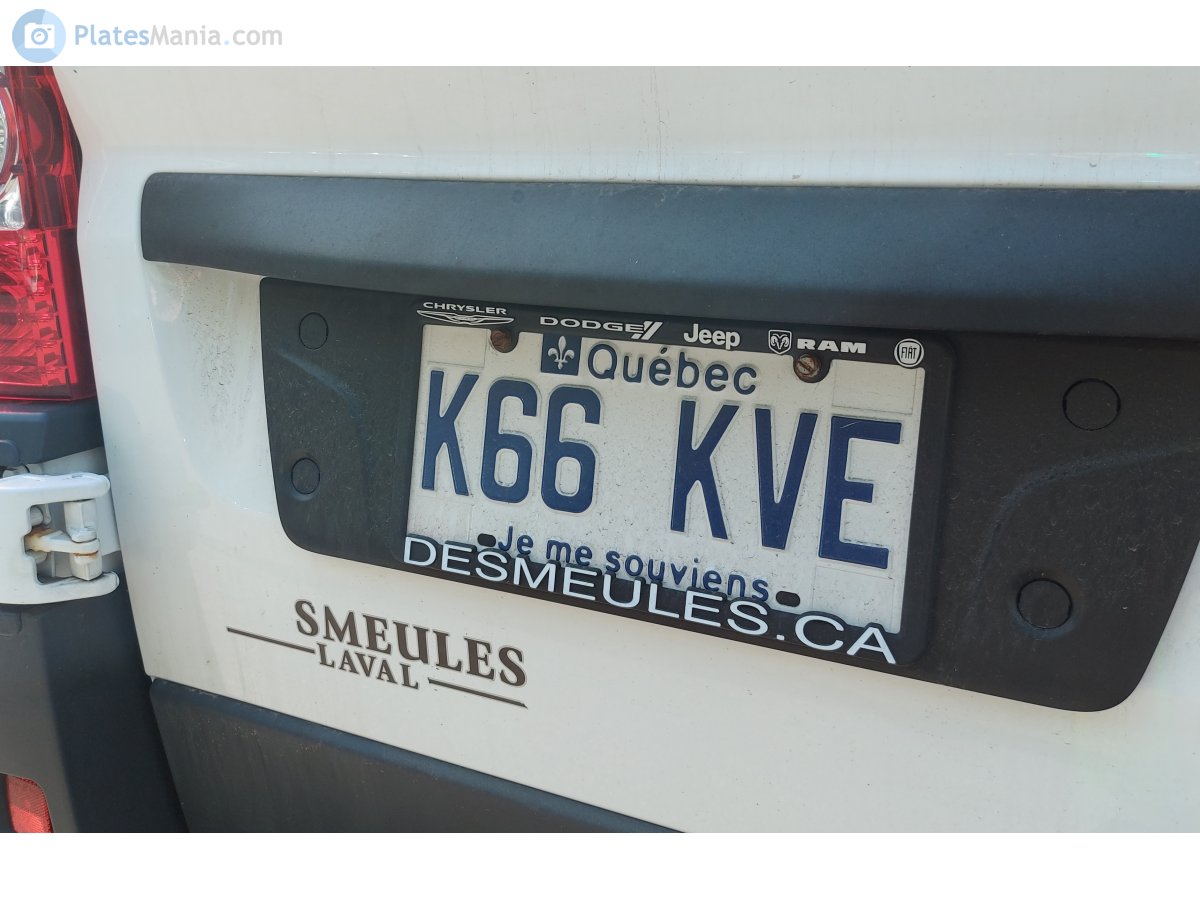 PlatesMania.com
CHRYSLER DODGE Jeep RAM FIAT
Québec
K66 KVE
Je me souviens
DESMEULES.CA
SMEULES
LAVAL